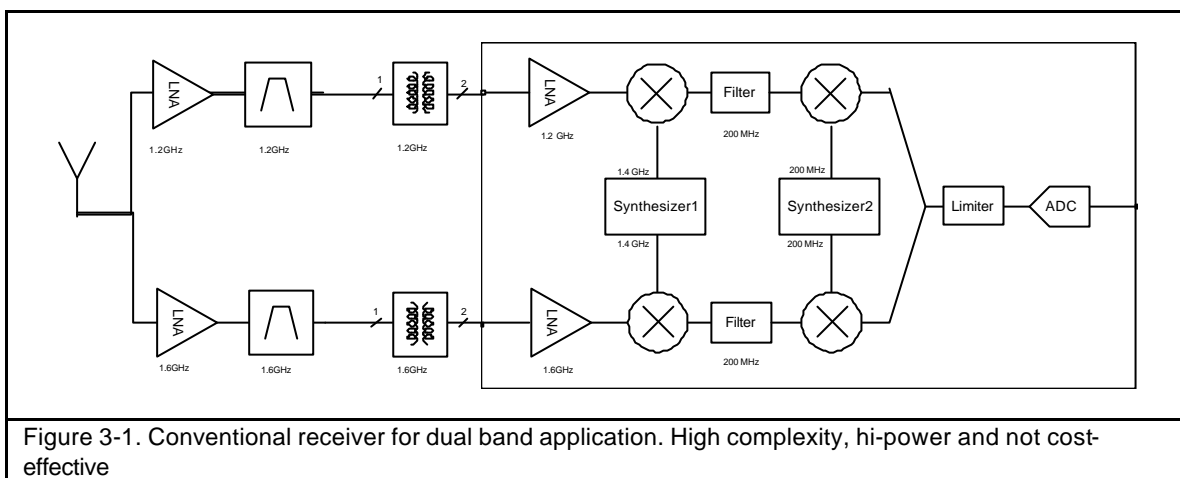 LNA
1.2GHz
1.2GHz
1
1.2GHz
2
LNA
1.2 GHz
Filter
200 MHz
1.4 GHz
Synthesizer1
1.4 GHz
200 MHz
Synthesizer2
200 MHz
Limiter
ADC
LNA
1.6GHz
1.6GHz
1
1.6GHz
2
LNA
1.6GHz
Filter
200 MHz
Figure 3-1. Conventional receiver for dual band application. High complexity, hi-power and not cost-
effective